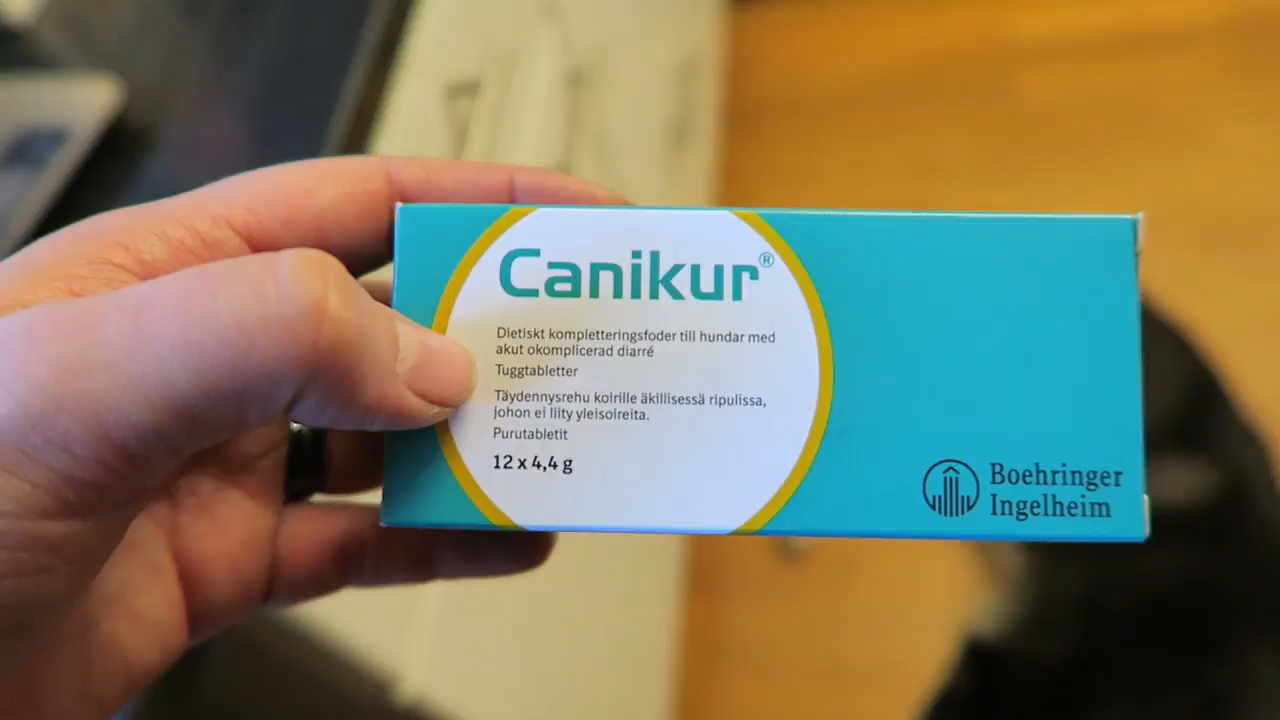 Canikur®
Dietiskt kompletteringsfoder till hundar med
akut okomplicerad diarré
Tuggtabletter
Täydennysrehu koirille äkillisessä ripulissa,
johon ei liity yleisoireita.
Purutabletit
12 x 4,4 g
Boehringer
Ingelheim